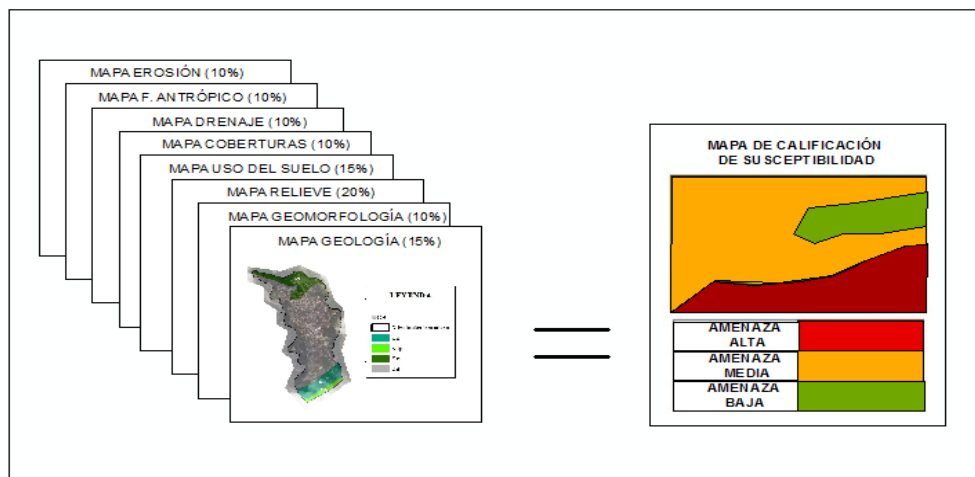 MAPA EROSIÓN (10%)
MAPA F. ANTRÓPICO (10%)
MAPA DRENAJE (10%)
MAPA COBERTURAS (10%)
MAPA USO DEL SUELO (15%)
MAPA RELIEVE (20%)
MAPA GEOMORFOLOGÍA (10%)
MAPA GEOLOGÍA (15%)
LEYENDA
MAPA DE CALIFICACIÓN
DE SUSCEPTIBILIDAD
AMENAZA
ALTA
AMENAZA
MEDIA
AMENAZA
BAJA